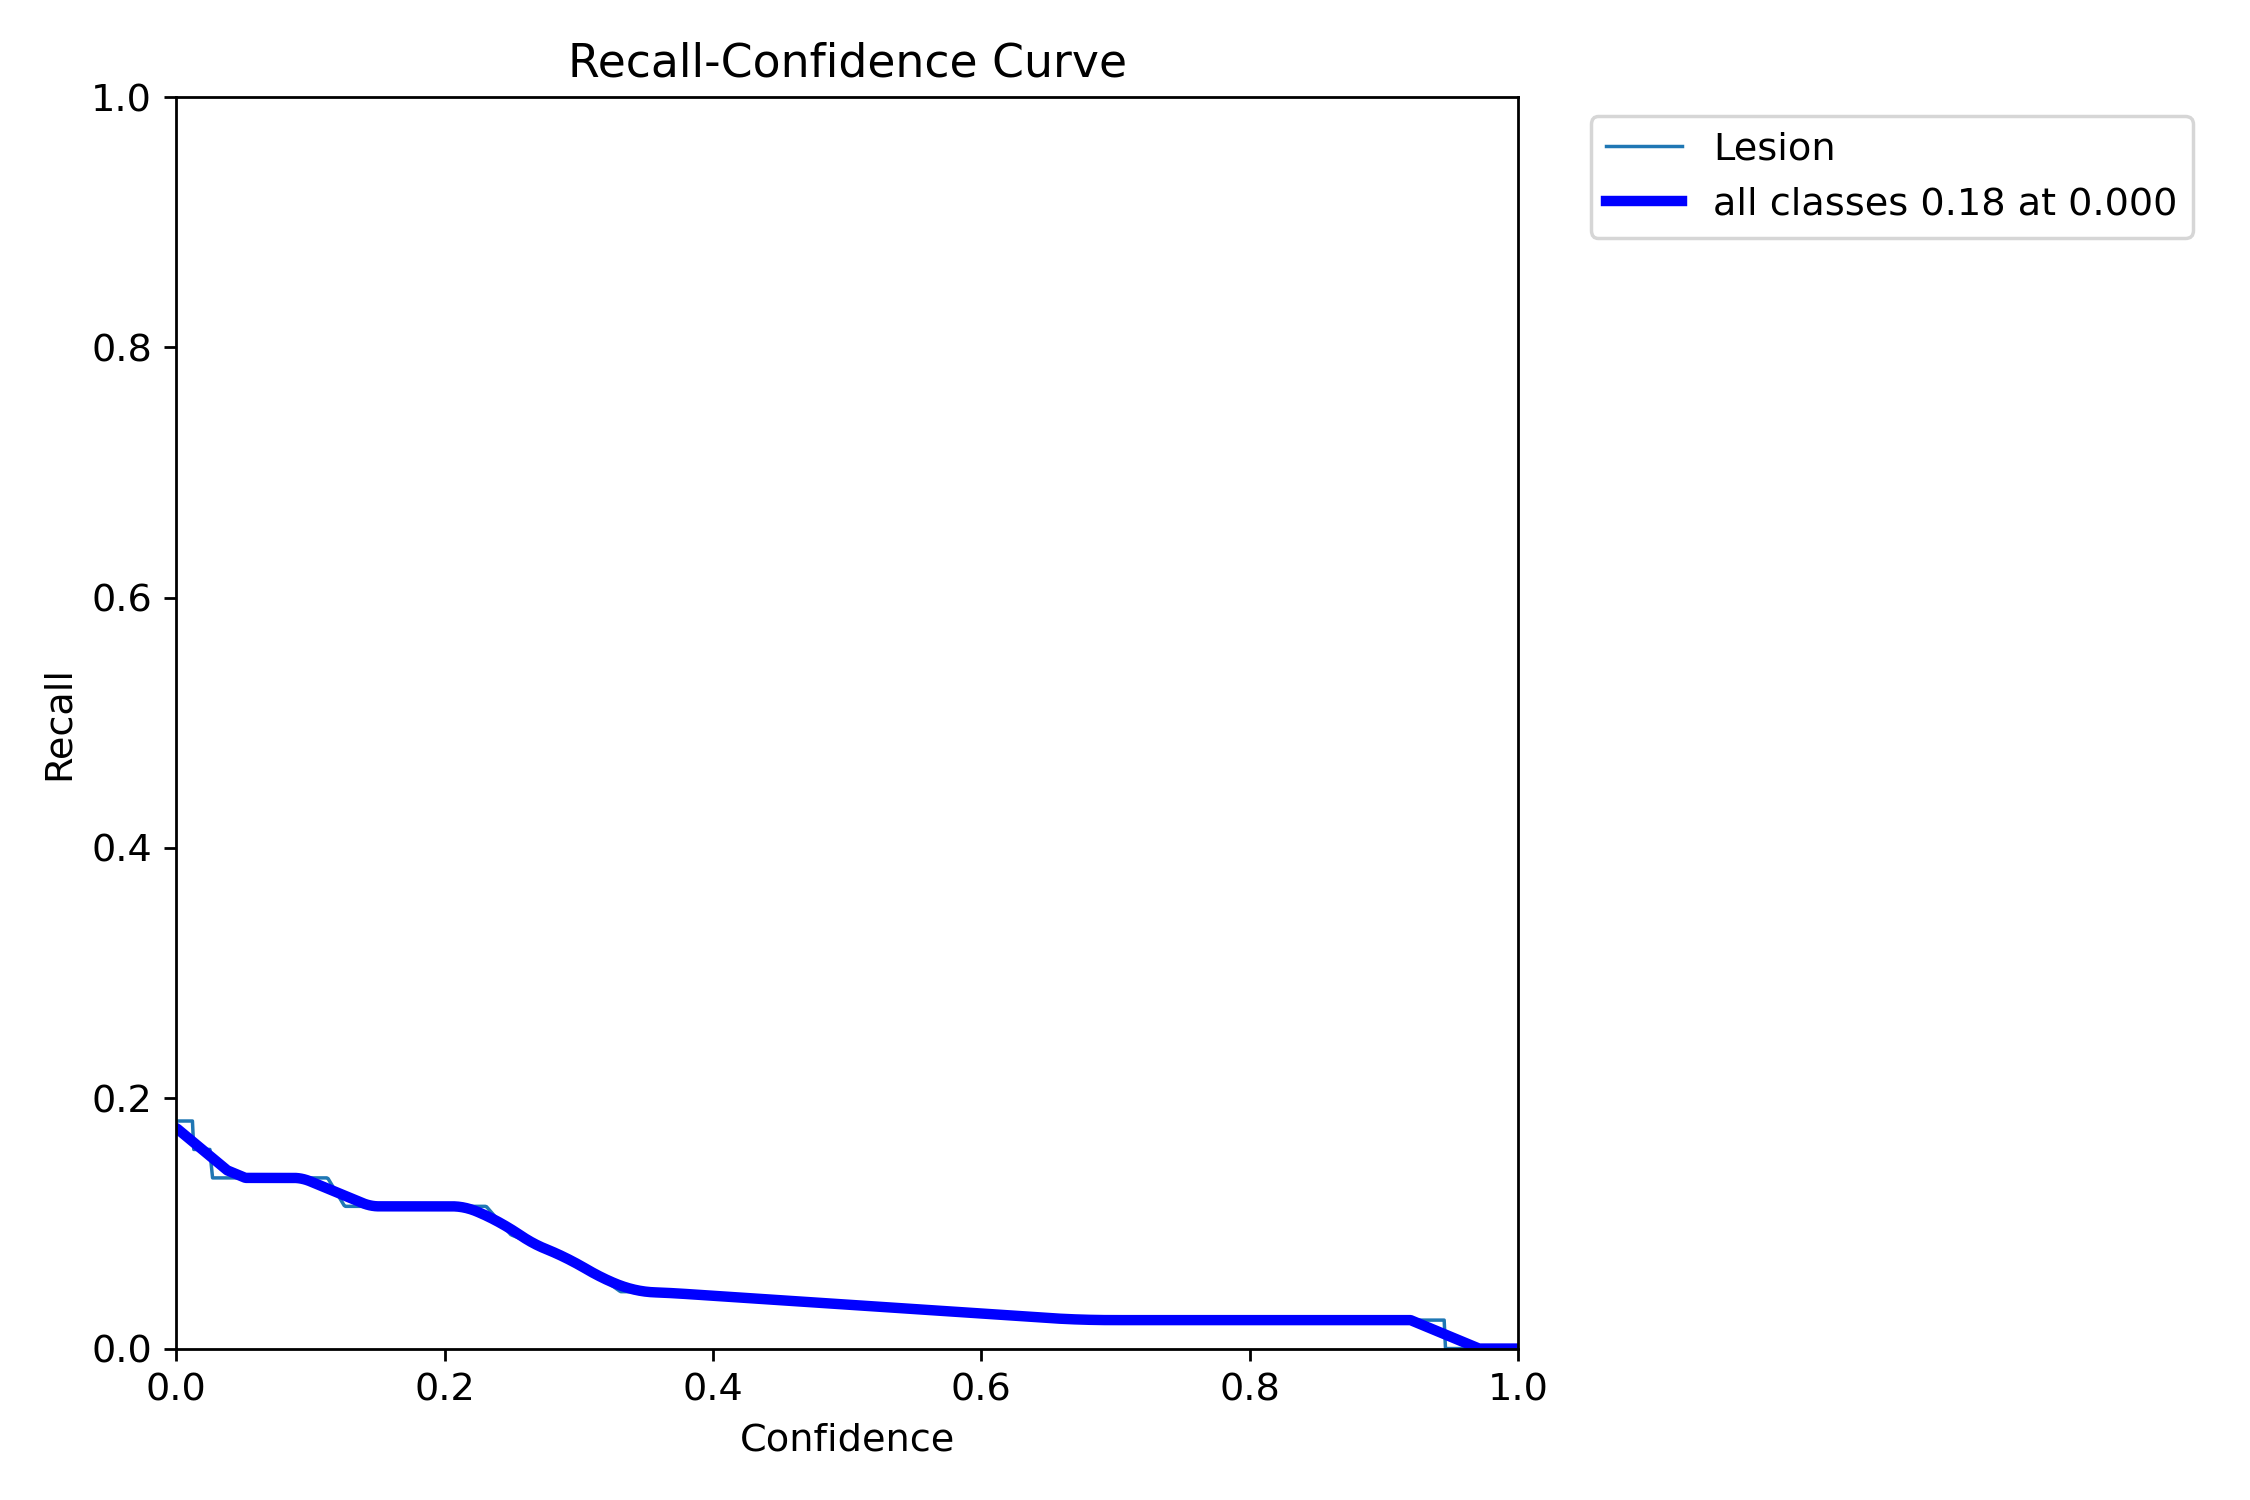 Recall-Confidence Curve
1.0
0.8
0.6
0.4
0.2
0.0
Recall
0.0 0.2 0.4 0.6 0.8 1.0
Confidence
Lesion
all classes 0.18 at 0.000